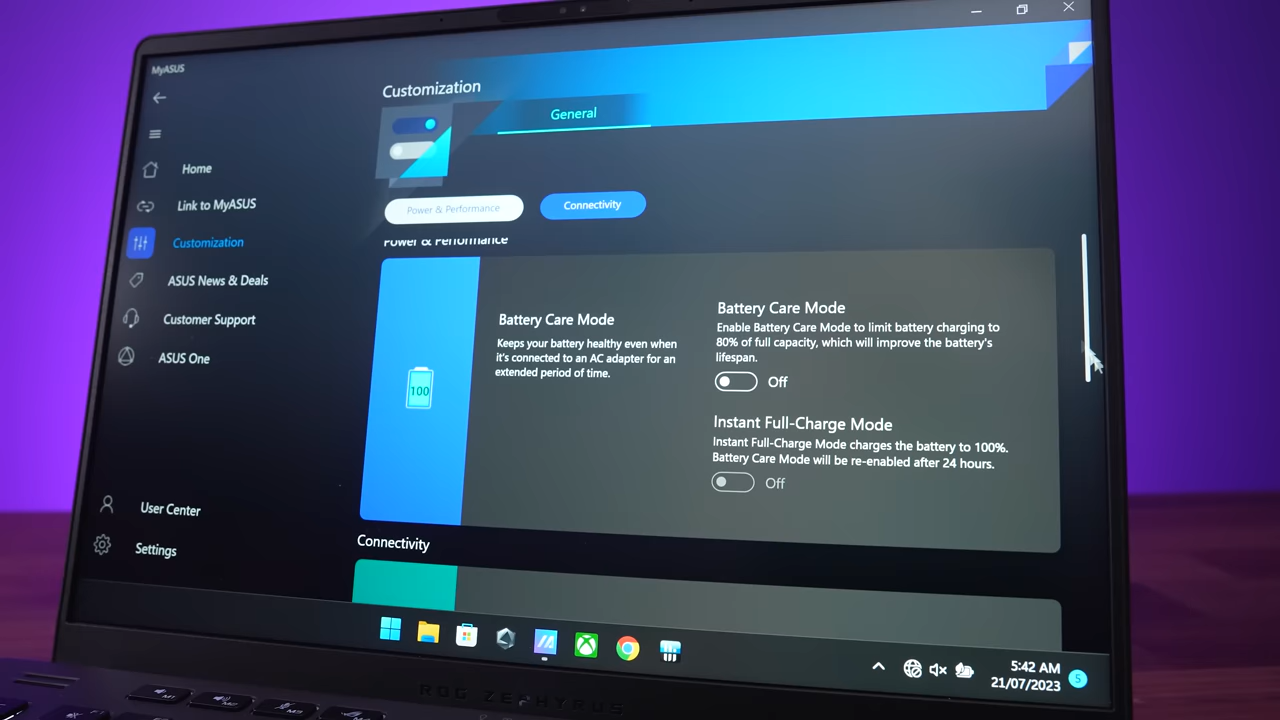 MyASUS
Customization
General
Home
Link to MyASUS
Customization
ASUS News & Deals
Customer Support
ASUS One
User Center
Settings
Power & Performance
Connectivity
Power & Performance
100
Battery Care Mode
Keeps your battery healthy even when
it's connected to an AC adapter for an
extended period of time.
Battery Care Mode
Enable Battery Care Mode to limit battery charging to
80% of full capacity, which will improve the battery's
lifespan.
Off
Instant Full-Charge Mode
Instant Full-Charge Mode charges the battery to 100%.
Battery Care Mode will be re-enabled after 24 hours.
Off
Connectivity
5:42 AM
21/07/2023
5
ROG ZEPHYRUS
M1
M3